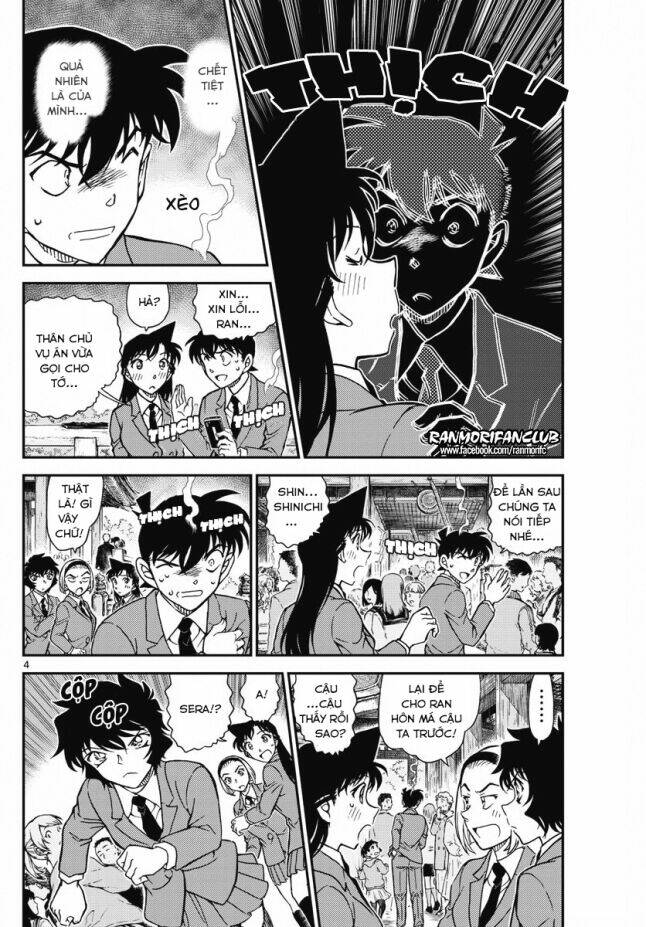 THỊCH
RANMORIFANCLUB
www.facebook.com/ranmorifc
CHẾT
TIỆT
...
QUẢ
NHIÊN
LÀ CỦA
MÌNH...
XÈO
XIN...
XIN LỖI...
RAN...
HẢ?
THÂN CHỦ
VỤ ÁN VỪA
GỌI CHO
TỚ...
THỊCH
THỊCH
ĐỂ LẦN SAU
CHÚNG TA
NÓI TIẾP
NHÉ...
SHIN...
SHINICHI
...
THỊCH
THỊCH
THỊCH
THẬT
LÀ! GÌ
VẬY
CHỨ!
4
......
LẠI ĐỂ
CHO RAN
HÔN MÁ CẬU
TA TRƯỚC!
CẬU
...CẬU
THẤY RỒI
SAO?
A!
SERA!?
CỘP
CỘP